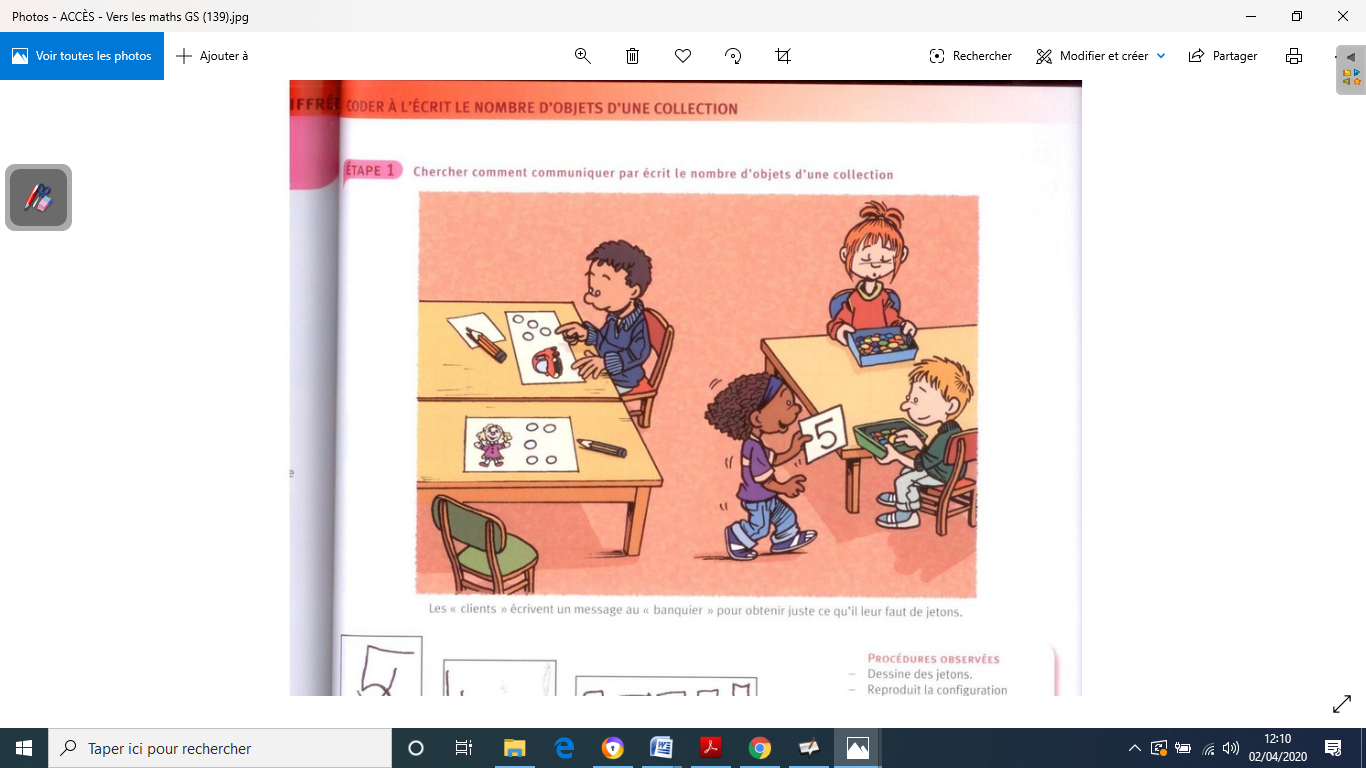 Photos - ACCÈS - Vers les maths GS (139).jpg
Voir toutes les photos
Ajouter à
Rechercher
Modifier et créer
Partager
IFFRÉE CODER À L'ÉCRIT LE NOMBRE D'OBJETS D'UNE COLLECTION
ÉTAPE 1 Chercher comment communiquer par écrit le nombre d'objets d'une collection
5
e
Les « clients » écrivent un message au « banquier » pour obtenir juste ce qu'il leur faut de jetons.
5
PROCÉDURES OBSERVÉES
– Dessine des jetons.
– Reproduit la configuration
Taper ici pour rechercher
12:10
02/04/2020